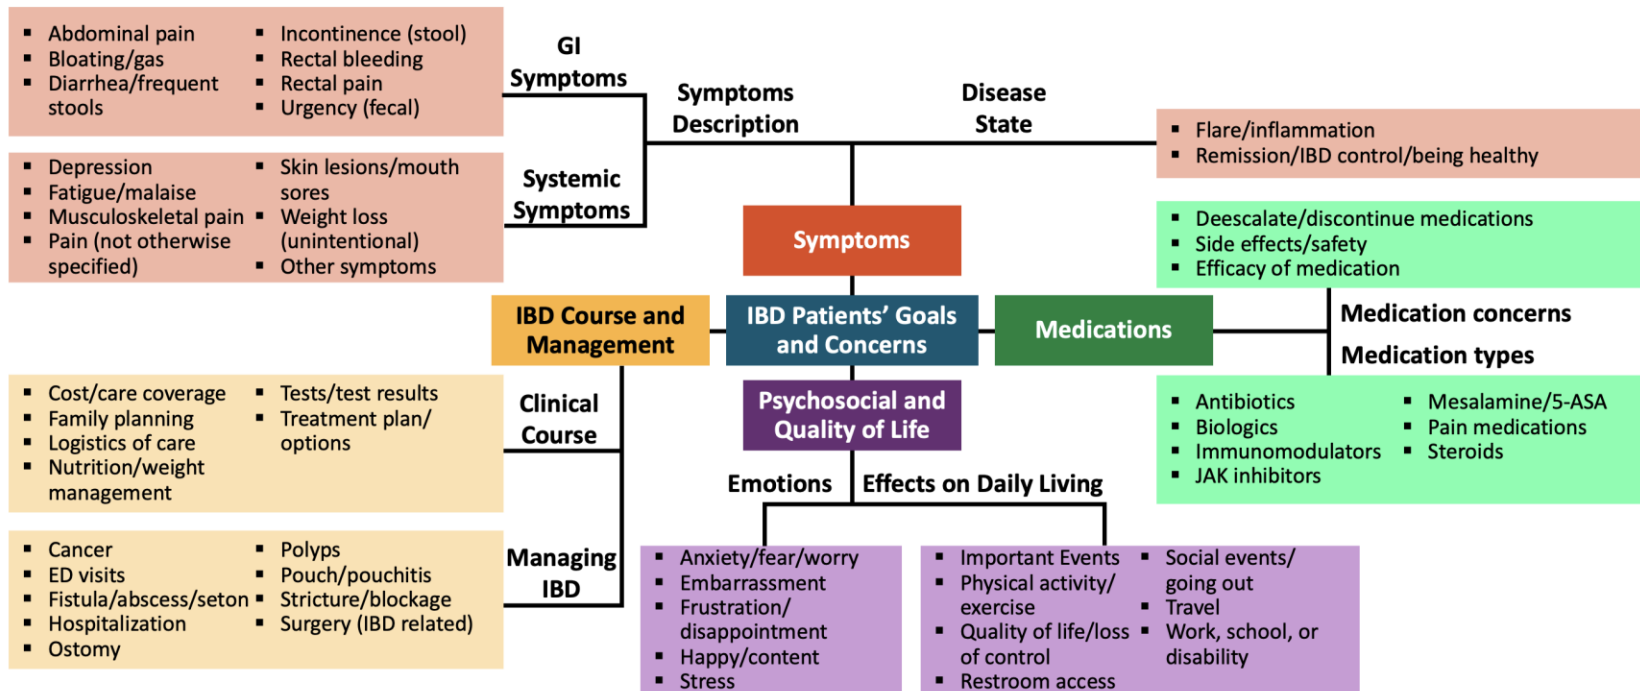 Abdominal pain
Bloating/gas
Diarrhea/frequent
stools
Incontinence (stool)
Rectal bleeding
Rectal pain
Urgency (fecal)
GI
Symptoms
Depression
Fatigue/malaise
Musculoskeletal pain
Pain (not otherwise
specified)
Skin lesions/mouth
sores
Weight loss
(unintentional)
Other symptoms
Systemic
Symptoms
Symptoms
Description
Disease
State
Flare/inflammation
Remission/IBD control/being healthy
Symptoms
Deescalate/discontinue medications
Side effects/safety
Efficacy of medication
IBD Course and
Management
IBD Patients’ Goals
and Concerns
Medications
Medication concerns
Medication types
Antibiotics
Biologics
Immunomodulators
JAK inhibitors
Mesalamine/5-ASA
Pain medications
Steroids
Cost/care coverage
Family planning
Logistics of care
Nutrition/weight
management
Tests/test results
Treatment plan/
options
Clinical
Course
Cancer
ED visits
Fistula/abscess/seton
Hospitalization
Ostomy
Polyps
Pouch/pouchitis
Stricture/blockage
Surgery (IBD related)
Managing
IBD
Psychosocial and
Quality of Life
Emotions
Effects on Daily Living
Anxiety/fear/worry
Embarrassment
Frustration/
disappointment
Happy/content
Stress
Important Events
Physical activity/
exercise
Quality of life/loss
of control
Restroom access
Social events/
going out
Travel
Work, school, or
disability